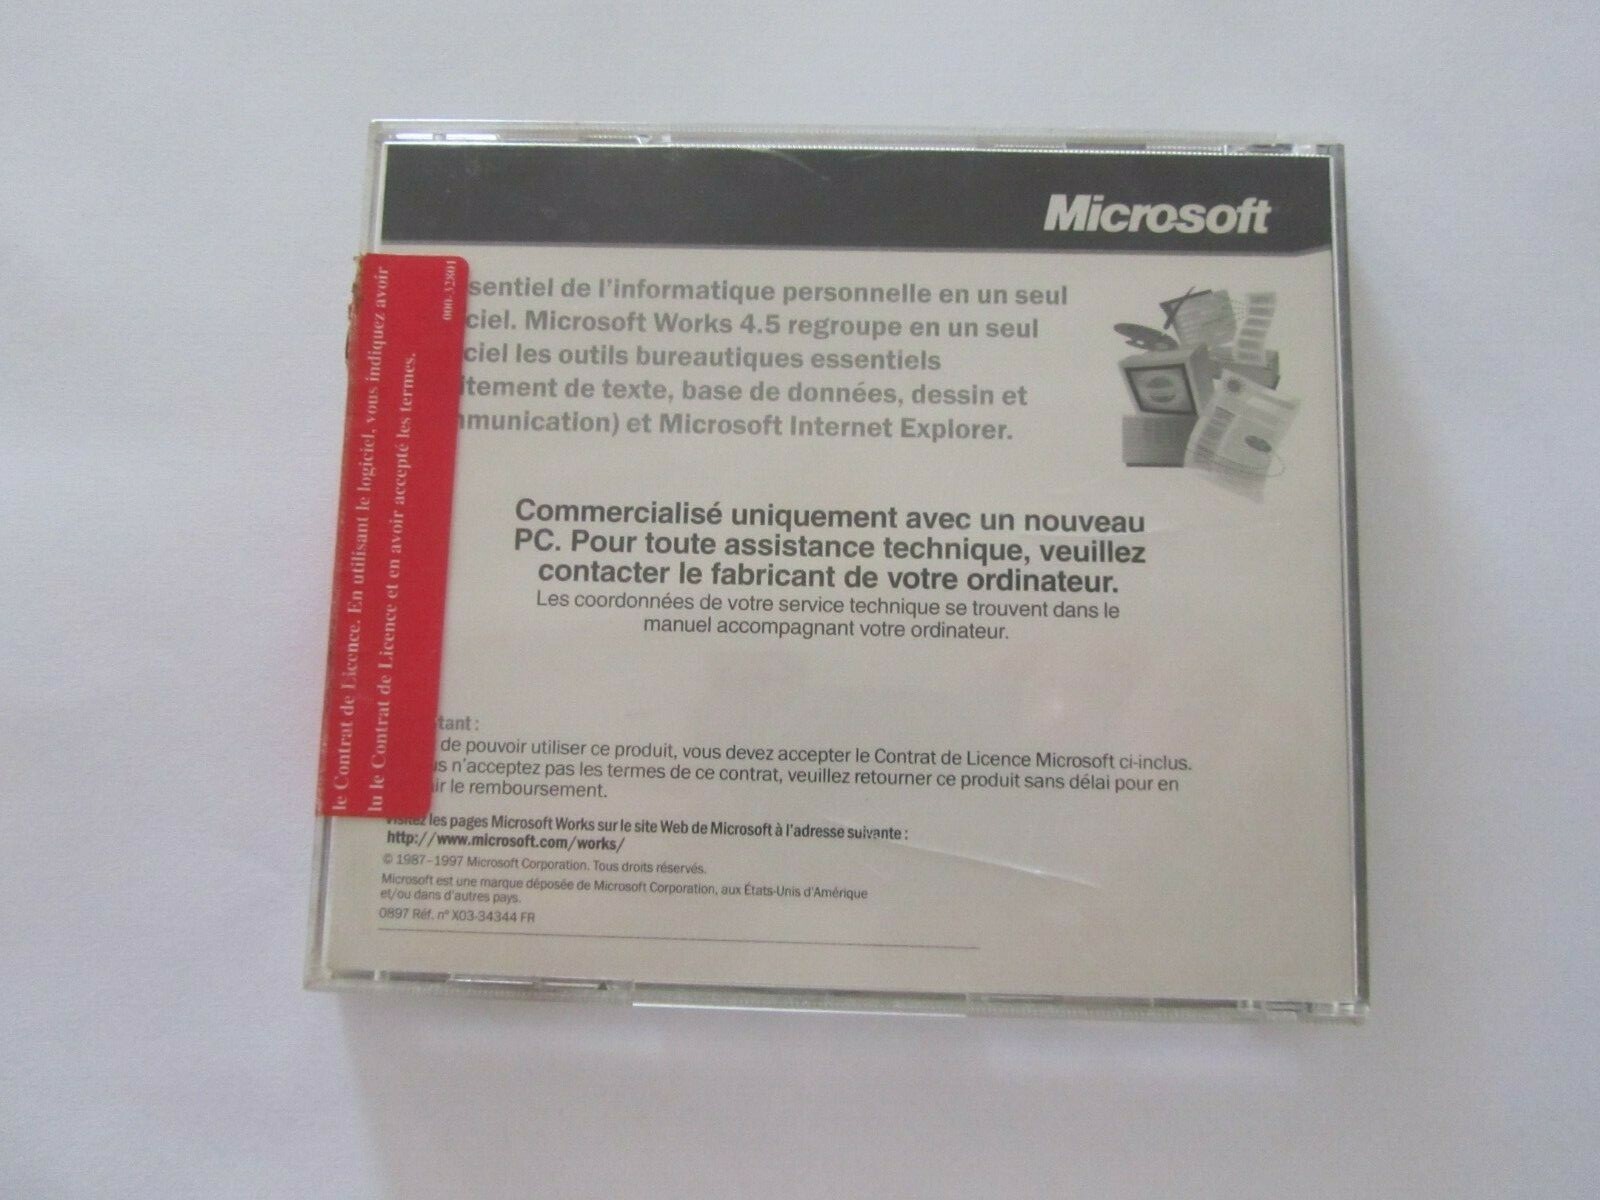 Microsoft
sentiel de l'informatique personnelle en un seul
ciel. Microsoft Works 4.5 regroupe en un seul
ciel les outils bureautiques essentiels
itement de texte, base de données, dessin et
mmunication) et Microsoft Internet Explorer.
000-32801
le Contrat de Licence. En utilisant le logiciel, vous indiquez avoir
lu le Contrat de Licence et en avoir accepté les termes.
Commercialisé uniquement avec un nouveau
PC. Pour toute assistance technique, veuillez
contacter le fabricant de votre ordinateur.
Les coordonnées de votre service technique se trouvent dans le
manuel accompagnant votre ordinateur.
tant :
de pouvoir utiliser ce produit, vous devez accepter le Contrat de Licence Microsoft ci-inclus.
us n'acceptez pas les termes de ce contrat, veuillez retourner ce produit sans délai pour en
ir le remboursement.
Visitez les pages Microsoft Works sur le site Web de Microsoft à l'adresse suivante :
http://www.microsoft.com/works/
© 1987–1997 Microsoft Corporation. Tous droits réservés.
Microsoft est une marque déposée de Microsoft Corporation, aux États-Unis d'Amérique
et/ou dans d'autres pays.
0897 Réf. n° X03-34344 FR